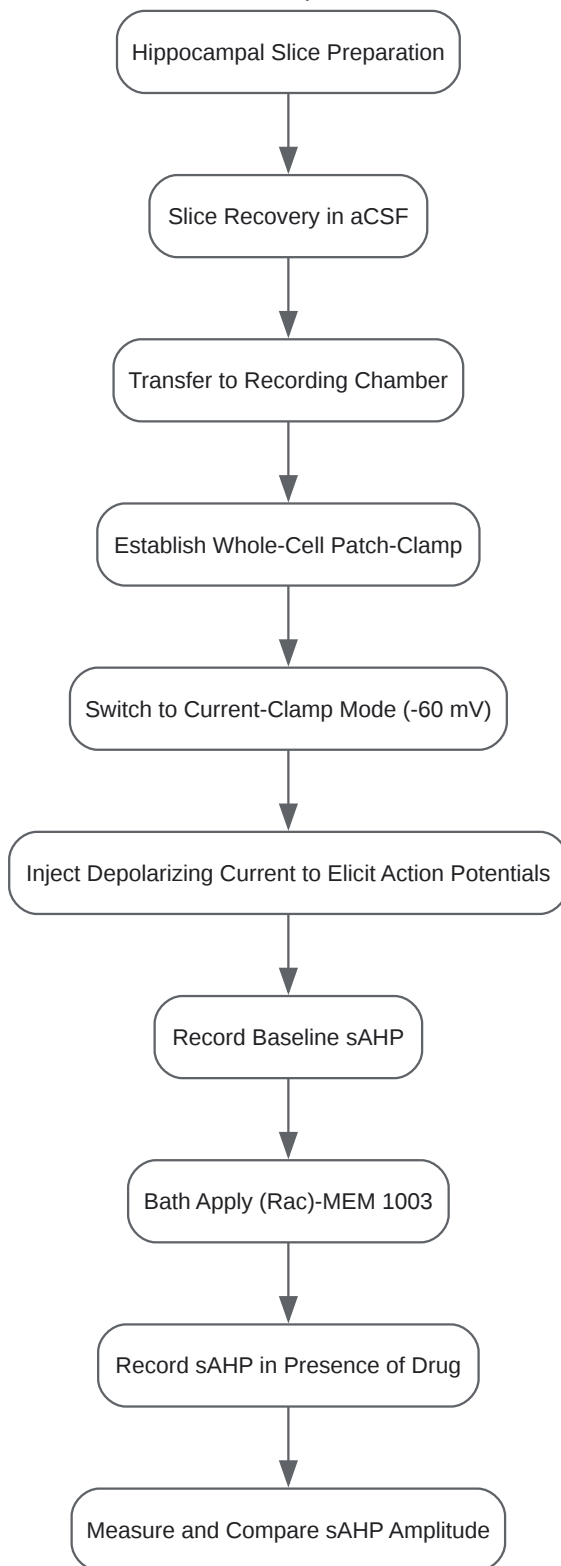 Hippocampal Slice Preparation
Slice Recovery in aCSF
Transfer to Recording Chamber
Establish Whole-Cell Patch-Clamp
Switch to Current-Clamp Mode (-60 mV)
Inject Depolarizing Current to Elicit Action Potentials
Record Baseline sAHP
Bath Apply (Rac)-MEM 1003
Record sAHP in Presence of Drug
Measure and Compare sAHP Amplitude